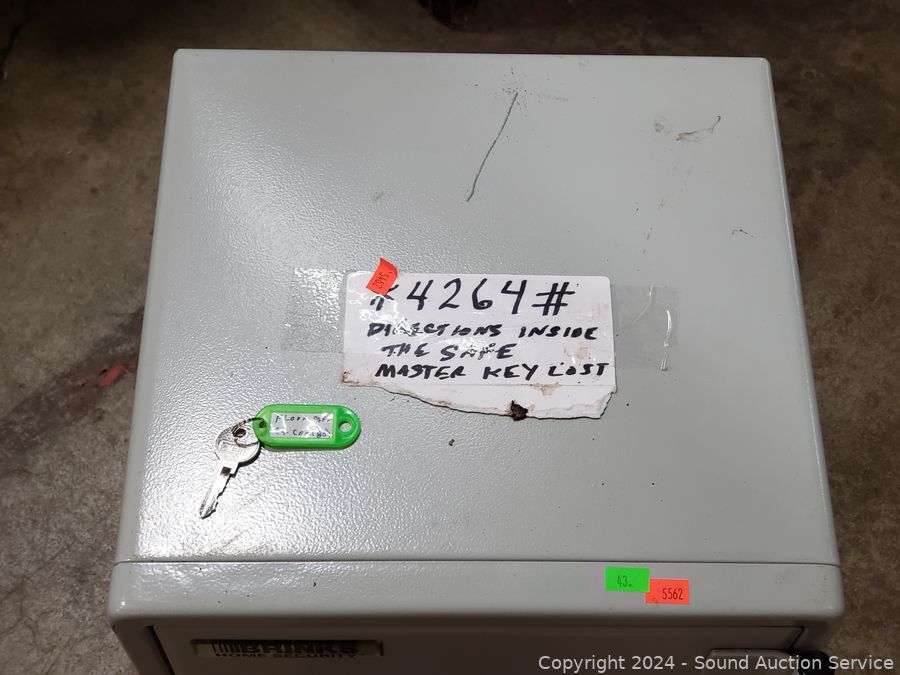 *4264#
DIRECTIONS INSIDE
THE SAFE
MASTER KEY LOST
43.
5562
BRINKS
HOME SECURITY
Copyright 2024 - Sound Auction Service